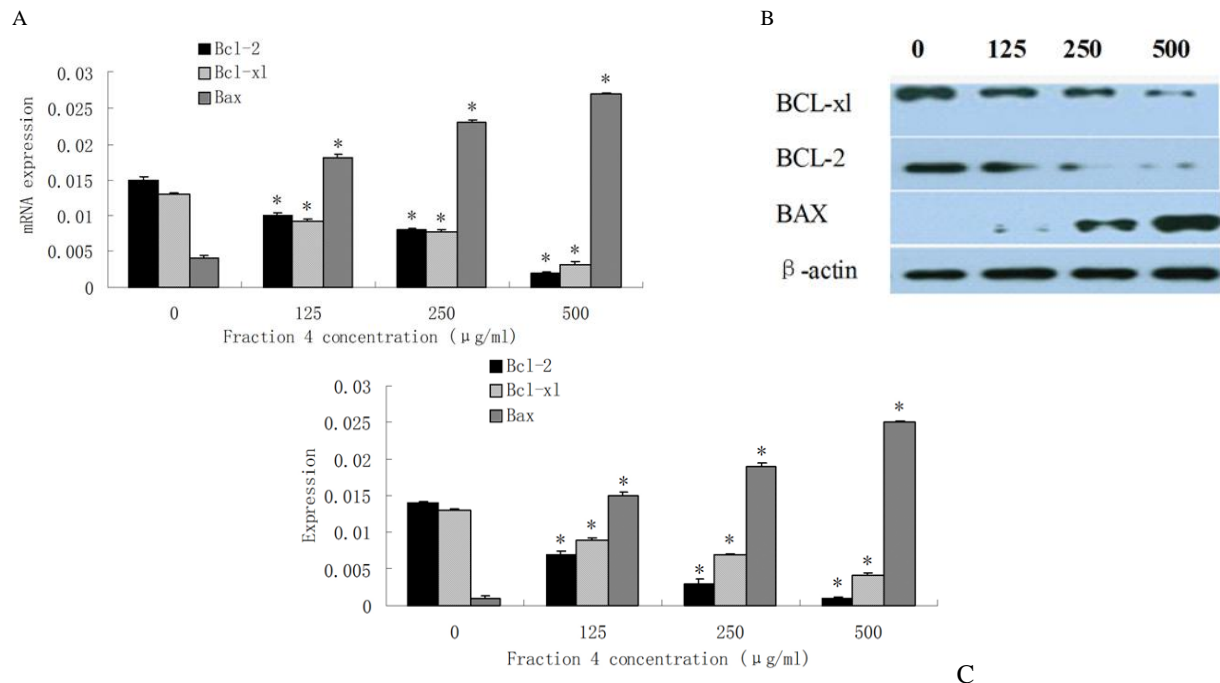 A
Bcl-2
Bcl-xl
Bax
0.03
0.025
0.02
0.015
0.01
0.005
0
mRNA expression
* * *
* * *
* * *
0 125 250 500
Fraction 4 concentration (μg/ml)
B
0 125 250 500
BCL-xl
BCL-2
BAX
β-actin
Bcl-2
Bcl-xl
Bax
0.03
0.025
0.02
0.015
0.01
0.005
0
Expression
* * *
* * *
* * *
0 125 250 500
Fraction 4 concentration (μg/ml)
C